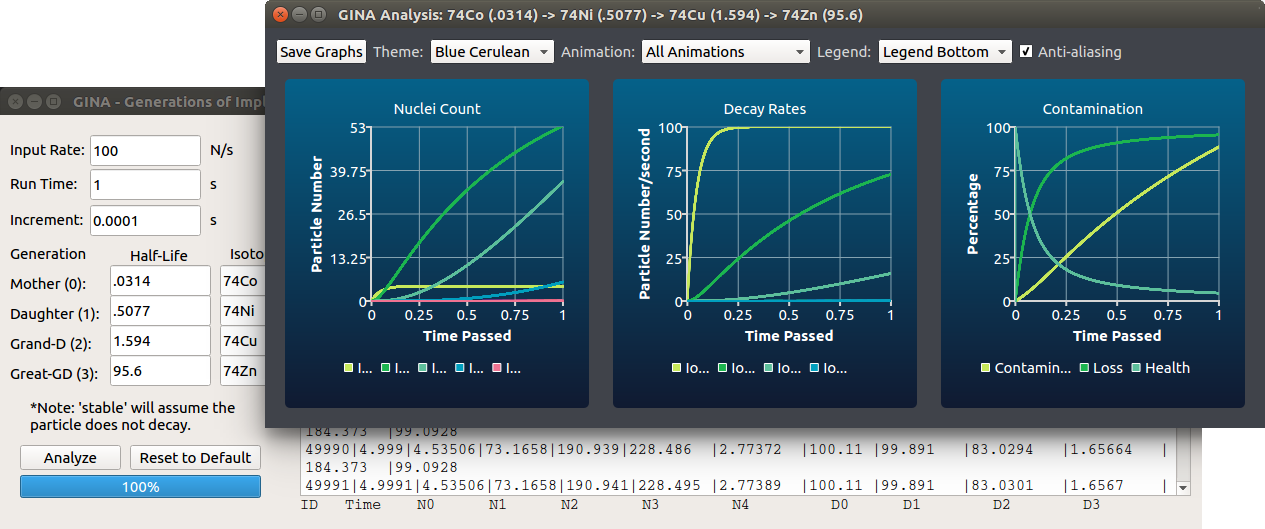 GINA Analysis: 74Co (.0314) -> 74Ni (.5077) -> 74Cu (1.594) -> 74Zn (95.6)
Save Graphs Theme: Blue Cerulean Animation: All Animations Legend: Legend Bottom Anti-aliasing
Nuclei Count
53
39.75
26.5
13.25
0
Particle Number
0 0.25 0.5 0.75 1
Time Passed
I... I... I... I... I...
Decay Rates
100
75
50
25
0
Particle Number/second
0 0.25 0.5 0.75 1
Time Passed
Io... Io... Io... Io...
Contamination
100
75
50
25
0
Percentage
0 0.25 0.5 0.75 1
Time Passed
Contamin... Loss Health
GINA - Generations of Impl
Input Rate: 100 N/s
Run Time: 1 s
Increment: 0.0001 s
Generation Half-Life Isoto
Mother (0): .0314 74Co
Daughter (1): .5077 74Ni
Grand-D (2): 1.594 74Cu
Great-GD (3): 95.6 74Zn
*Note: 'stable' will assume the
particle does not decay.
Analyze Reset to Default
100%
184.373 |99.0928
49990|4.999|4.53506|73.1658|190.939|228.486 |2.77372 |100.11 |99.891 |83.0294 |1.65664 |
184.373 |99.0928
49991|4.9991|4.53506|73.1658|190.941|228.495 |2.77389 |100.11 |99.891 |83.0301 |1.6567 |
ID Time N0 N1 N2 N3 N4 D0 D1 D2 D3